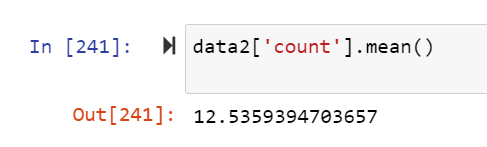 In [241]: data2['count'].mean()
Out[241]: 12.5359394703657